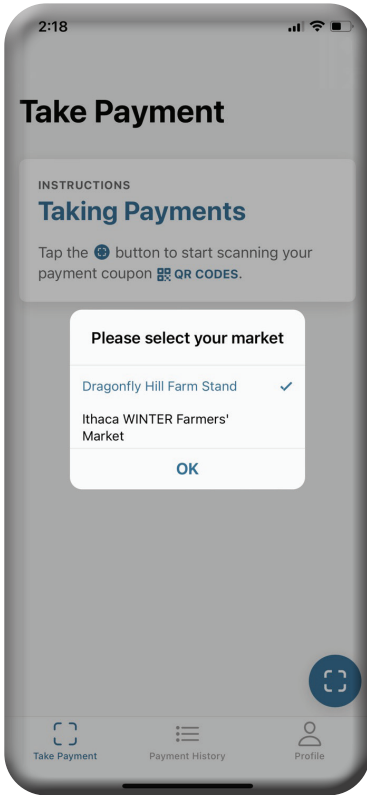 2:18
Take Payment
INSTRUCTIONS
Taking Payments
Tap the button to start scanning your
payment coupon QR CODES.
Please select your market
Dragonfly Hill Farm Stand
Ithaca WINTER Farmers'
Market
OK
Take Payment
Payment History
Profile